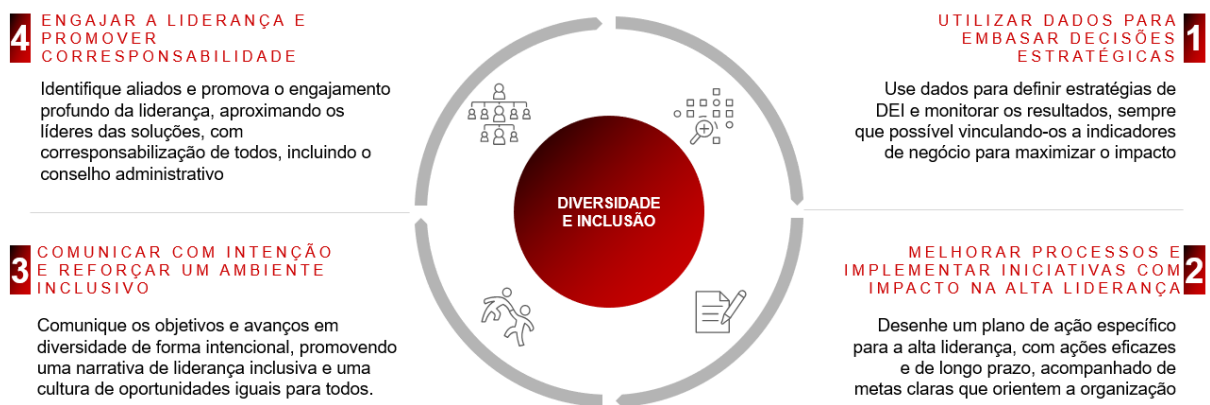 4
ENGAJAR A LIDERANÇA E
PROMOVER
CORRESPONSABILIDADE
Identifique aliados e promova o engajamento
profundo da liderança, aproximando os
líderes das soluções, com
corresponsabilização de todos, incluindo o
conselho administrativo
UTILIZAR DADOS PARA
EMBASAR DECISÕES
ESTRATÉGICAS
1
Use dados para definir estratégias de
DEI e monitorar os resultados, sempre
que possível vinculando-os a indicadores
de negócio para maximizar o impacto
DIVERSIDADE
E INCLUSÃO
3
COMUNICAR COM INTENÇÃO
E REFORÇAR UM AMBIENTE
INCLUSIVO
Comunique os objetivos e avanços em
diversidade de forma intencional, promovendo
uma narrativa de liderança inclusiva e uma
cultura de oportunidades iguais para todos.
MELHORAR PROCESSOS E
IMPLEMENTAR INICIATIVAS COM
IMPACTO NA ALTA LIDERANÇA
2
Desenhe um plano de ação específico
para a alta liderança, com ações eficazes
e de longo prazo, acompanhado de
metas claras que orientem a organização